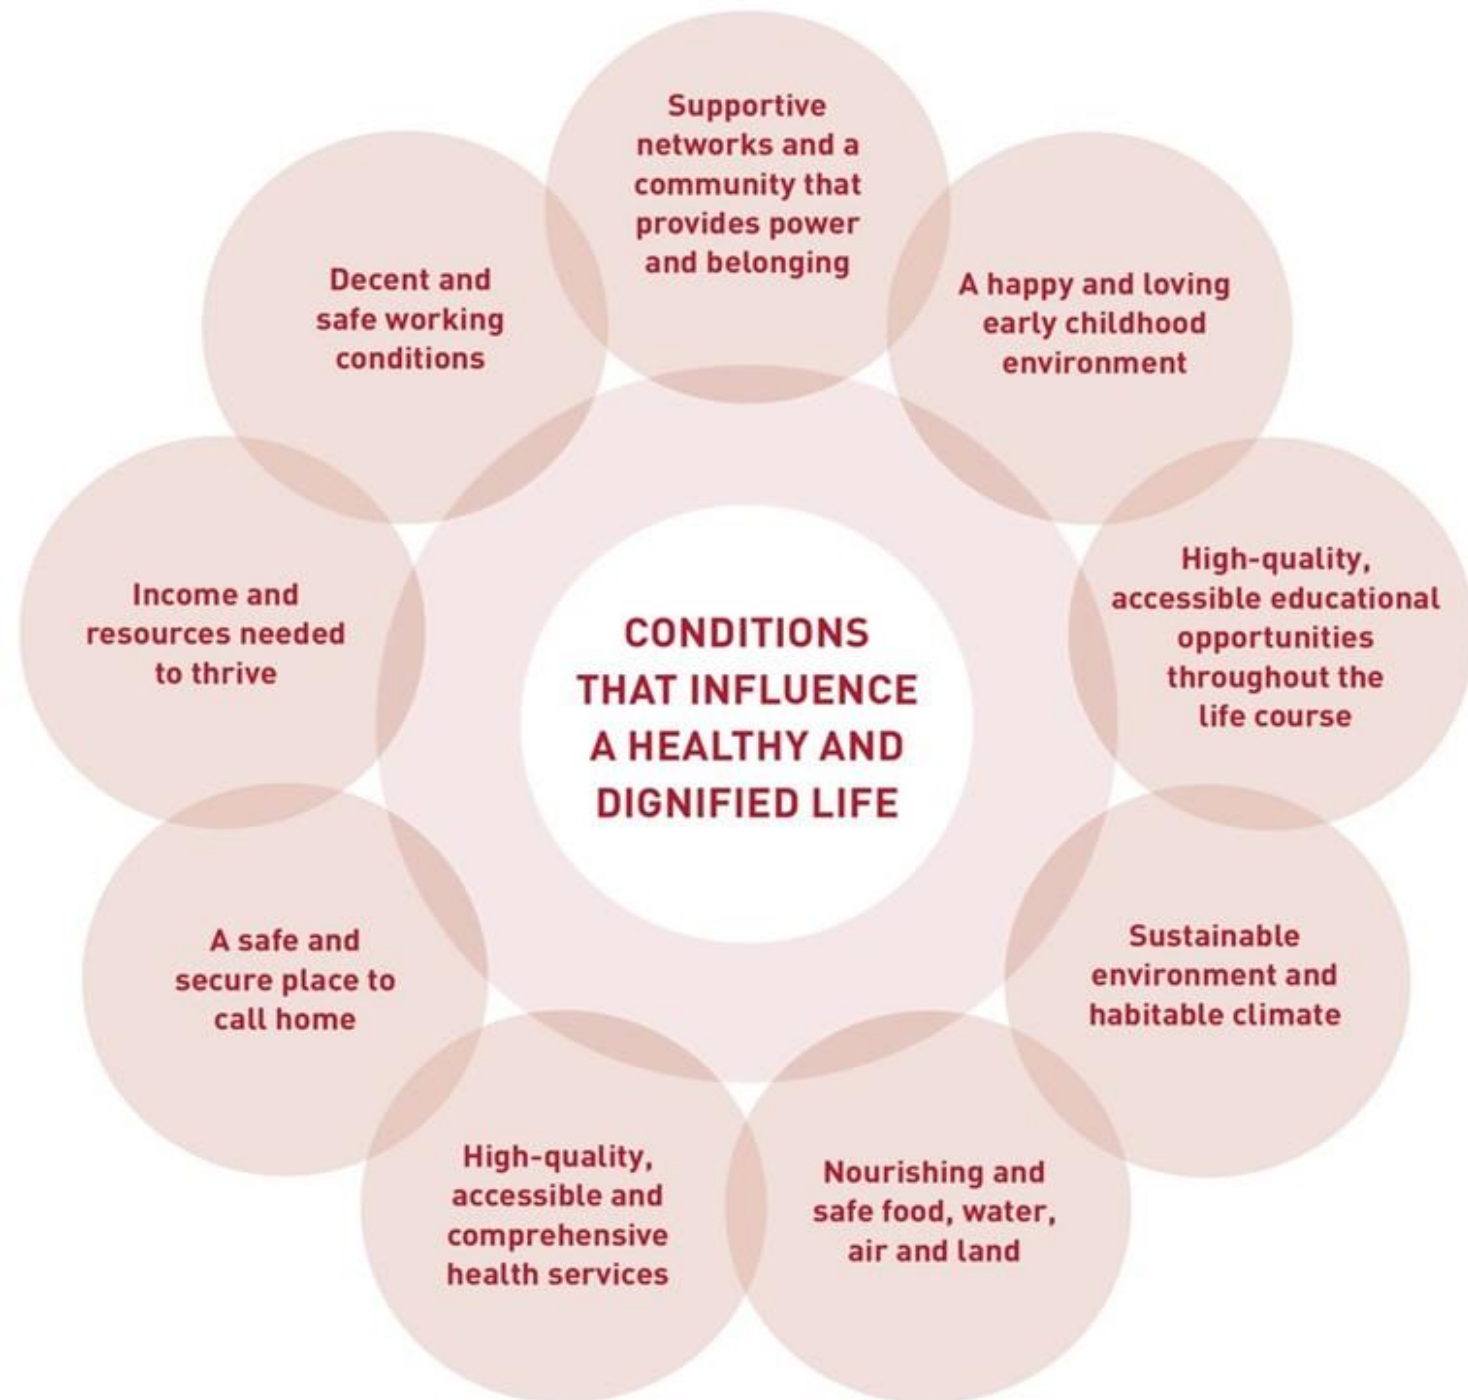 Supportive
networks and a
community that
provides power
and belonging
A happy and loving
early childhood
environment
High-quality,
accessible educational
opportunities
throughout the
life course
Sustainable
environment and
habitable climate
Nourishing and
safe food, water,
air and land
High-quality,
accessible and
comprehensive
health services
A safe and
secure place to
call home
Income and
resources needed
to thrive
Decent and
safe working
conditions
CONDITIONS
THAT INFLUENCE
A HEALTHY AND
DIGNIFIED LIFE